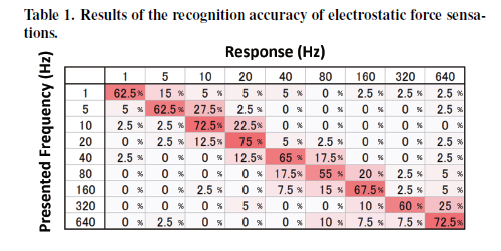 Table 1. Results of the recognition accuracy of electrostatic force sensa-
tions.
Response (Hz)
Presented Frequency (Hz)
1 5 10 20 40 80 160 320 640
1 62.5% 15 % 5 % 5 % 5 % 0 % 2.5 % 2.5 % 2.5 %
5 5 % 62.5% 27.5% 2.5 % 0 % 0 % 0 % 0 % 2.5 %
10 2.5 % 2.5 % 72.5% 22.5% 0 % 0 % 0 % 0 % 0 %
20 0 % 2.5 % 12.5% 75 % 5 % 2.5 % 0 % 0 % 2.5 %
40 2.5 % 0 % 0 % 12.5% 65 % 17.5% 0 % 0 % 2.5 %
80 0 % 0 % 0 % 0 % 17.5% 55 % 20 % 2.5 % 5 %
160 0 % 0 % 2.5 % 0 % 7.5 % 15 % 67.5% 2.5 % 5 %
320 0 % 0 % 0 % 5 % 0 % 0 % 10 % 60 % 25 %
640 0 % 2.5 % 0 % 0 % 0 % 10 % 7.5 % 7.5 % 72.5%